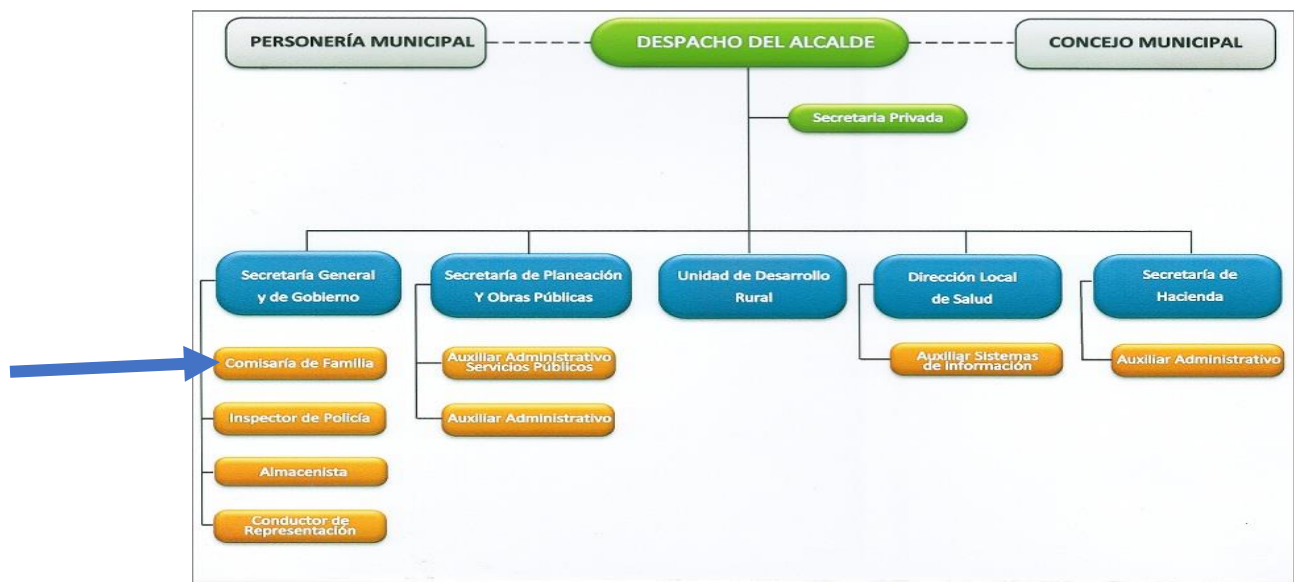 PERSONERÍA MUNICIPAL
DESPACHO DEL ALCALDE
CONCEJO MUNICIPAL
Secretaria Privada
Secretaría General
y de Gobierno
Secretaría de Planeación
Y Obras Públicas
Unidad de Desarrollo
Rural
Dirección Local
de Salud
Secretaría de
Hacienda
Comisaría de Familia
Inspector de Policía
Almacenista
Conductor de
Representación
Auxiliar Administrativo
Servicios Públicos
Auxiliar Administrativo
Auxiliar Sistemas
de Información
Auxiliar Administrativo